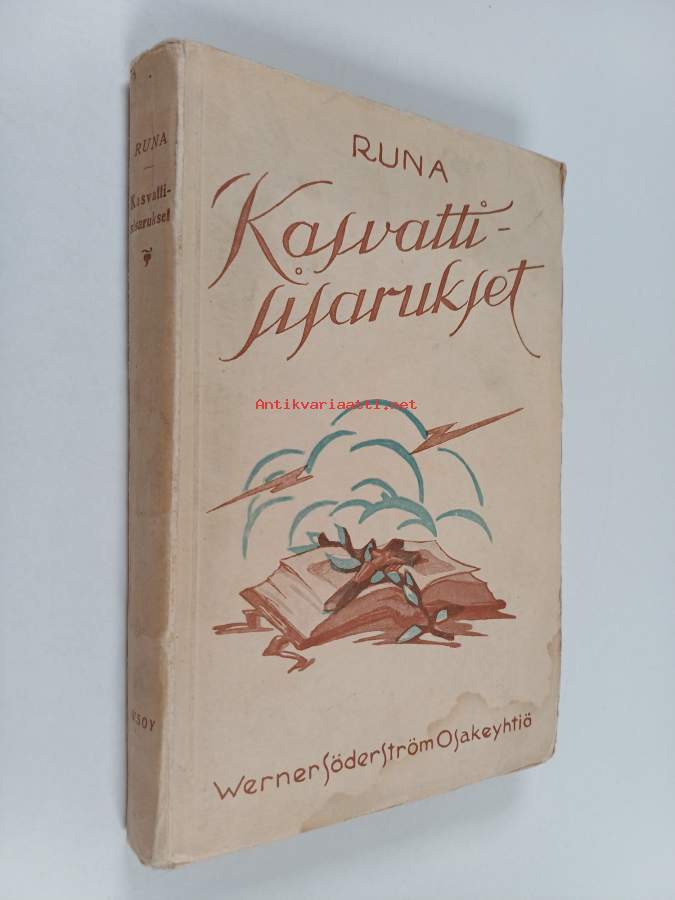 RUNA
Kasvatti-
sisarukset
WSOY
RUNA
Kasvatti-
sisarukset
Antikvariaatti.net
Werner Söderström Osakeyhtiö